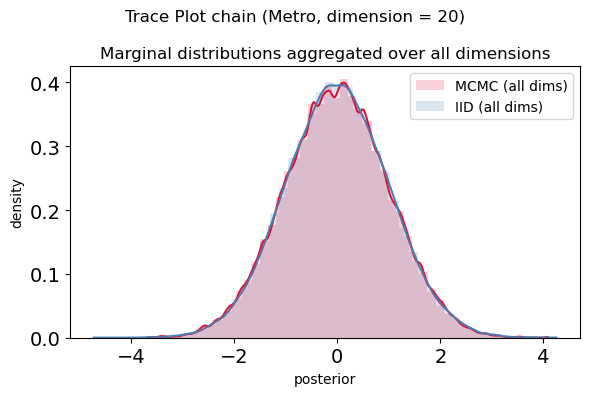 Trace Plot chain (Metro, dimension = 20)
Marginal distributions aggregated over all dimensions
MCMC (all dims)
IID (all dims)
density
0.4
0.3
0.2
0.1
0.0
−4
−2
0
2
4
posterior